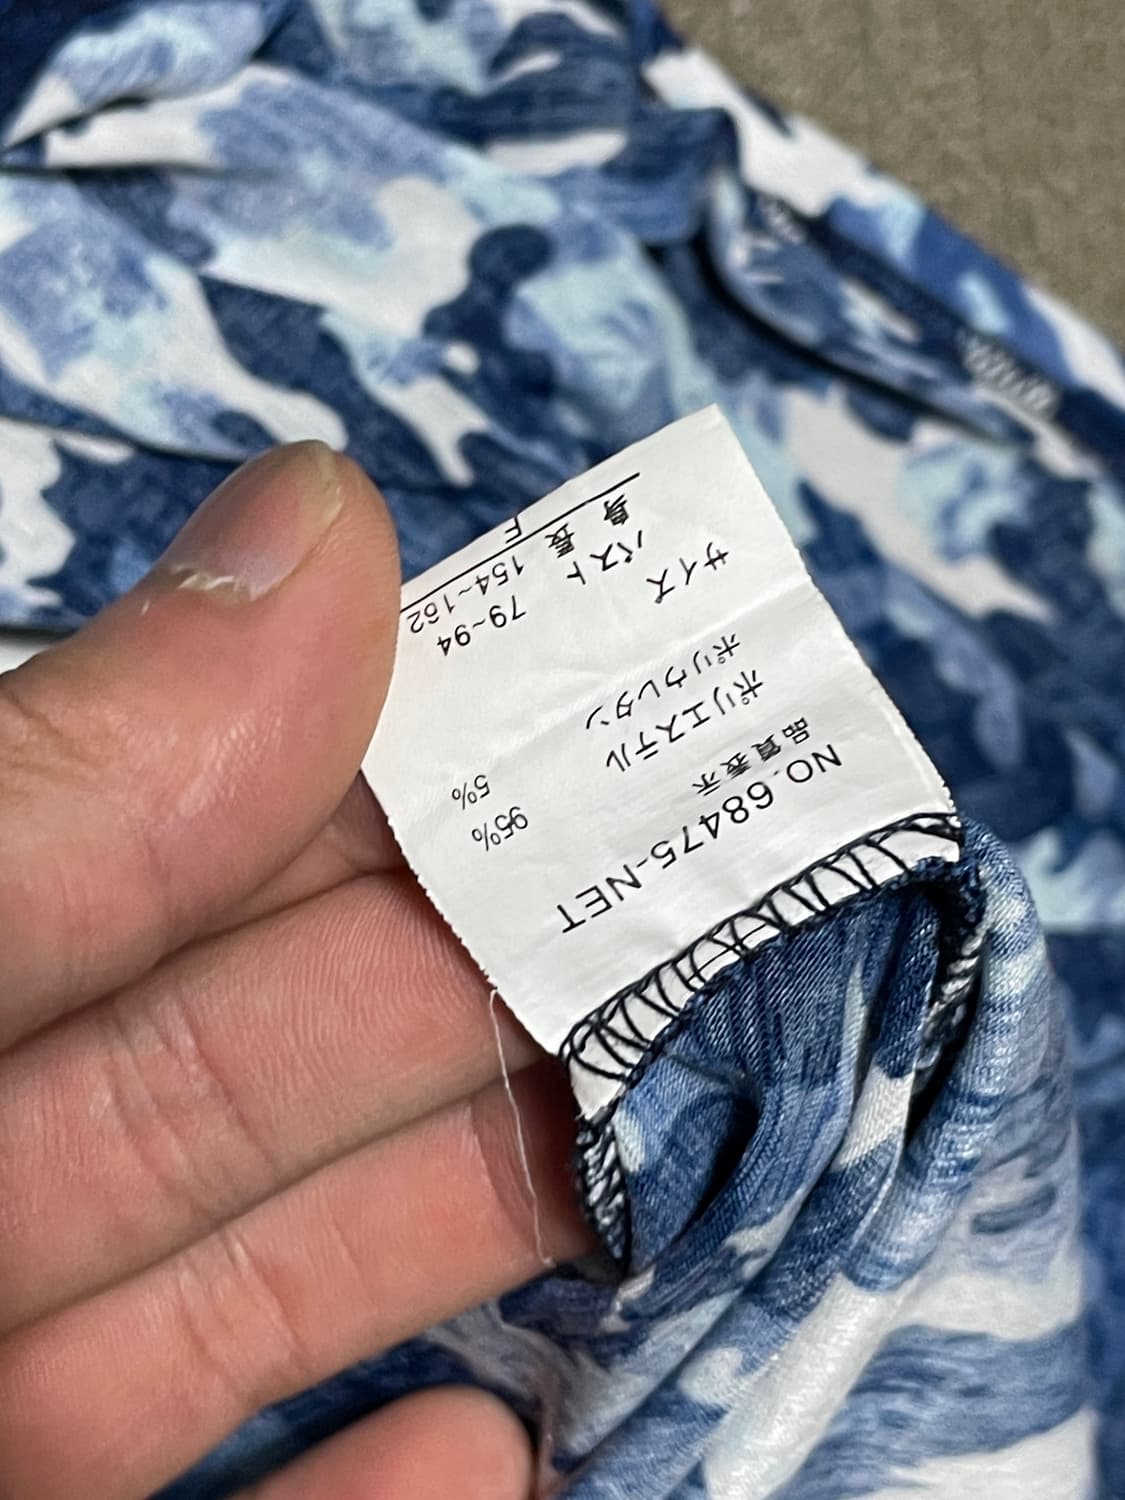 NO.68475-NET
品質表示
ポリエステル 95%
ポリウレタン 5%
サイズ F
バスト 79~94
身長 154~162